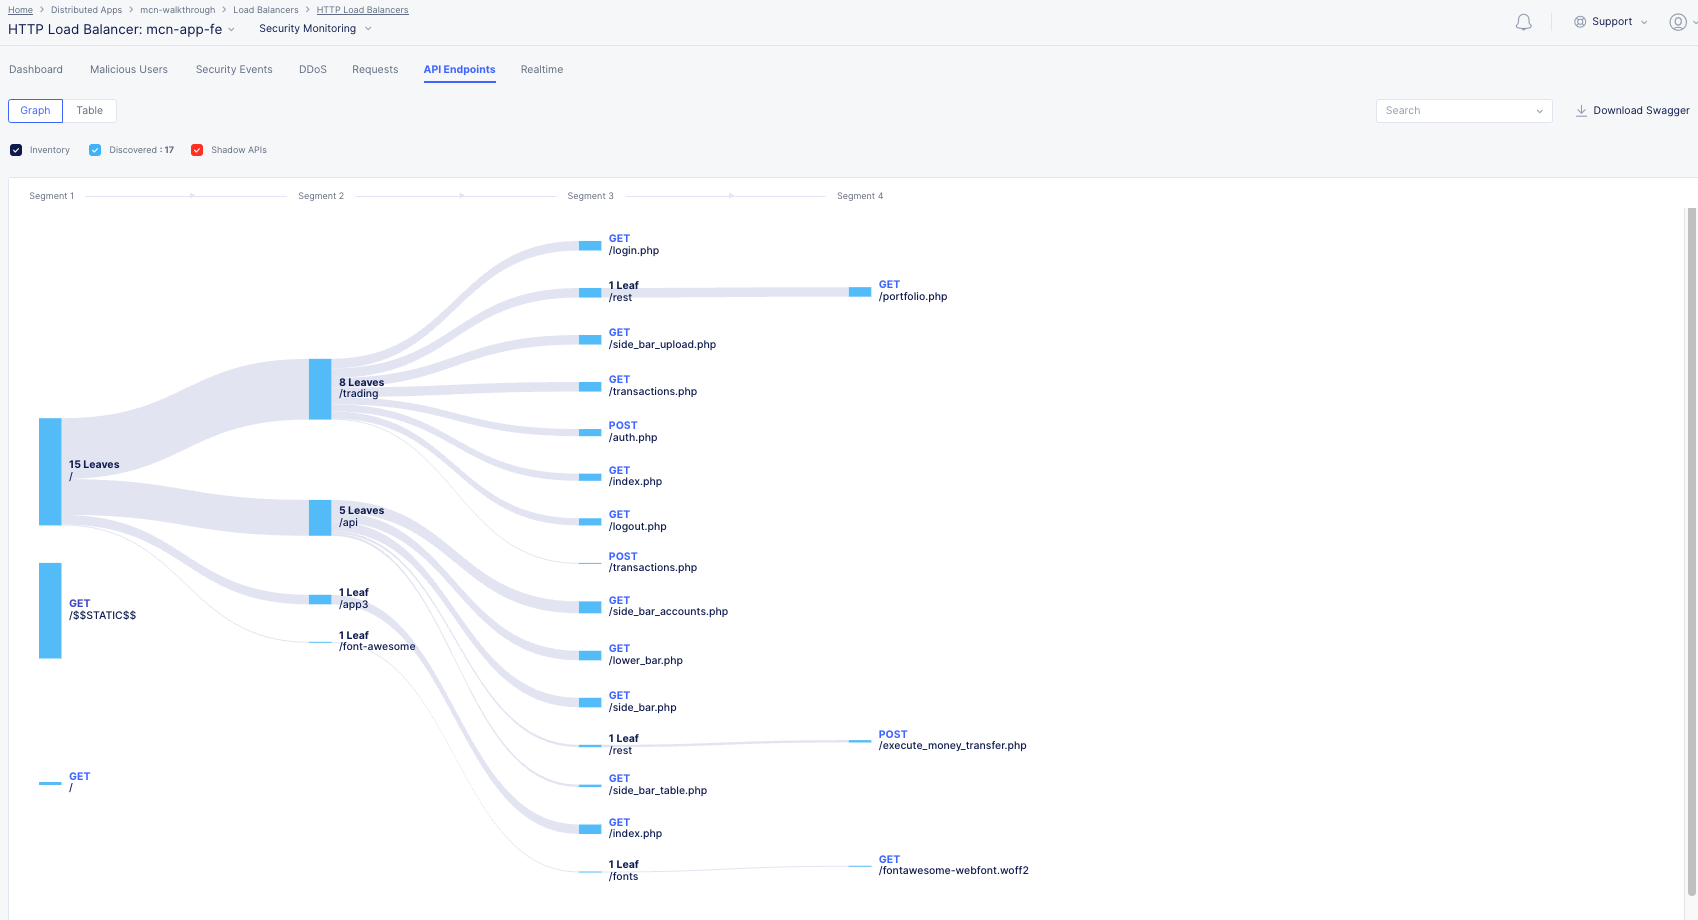 Home > Distributed Apps > mcn-walkthrough > Load Balancers > HTTP Load Balancers
HTTP Load Balancer: mcn-app-fe
Security Monitoring
Support
Dashboard
Malicious Users
Security Events
DDoS
Requests
API Endpoints
Realtime
Graph
Table
Search
Download Swagger
Inventory
Discovered : 17
Shadow APIs
Segment 1
Segment 2
Segment 3
Segment 4
15 Leaves
/
GET
/$$STATIC$$
GET
/
8 Leaves
/trading
5 Leaves
/api
1 Leaf
/app3
1 Leaf
/font-awesome
GET
/login.php
1 Leaf
/rest
GET
/side_bar_upload.php
GET
/transactions.php
POST
/auth.php
GET
/index.php
GET
/logout.php
POST
/transactions.php
GET
/side_bar_accounts.php
GET
/lower_bar.php
GET
/side_bar.php
1 Leaf
/rest
GET
/side_bar_table.php
GET
/index.php
1 Leaf
/fonts
GET
/portfolio.php
POST
/execute_money_transfer.php
GET
/fontawesome-webfont.woff2